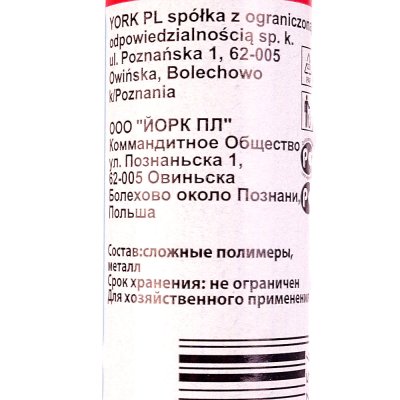 YORK PL spółka z ograniczoną
odpowiedzialnością sp. k.
ul. Poznańska 1, 62-005
Owińska, Bolechowo
k/Poznania
ООО "ЙОРК ПЛ"
Коммандитное Общество
ул. Познаньска 1,
62-005 Овиньска
Болехово около Познани,
Польша
Состав:сложные полимеры,
металл
Срок хранения: не ограничен
Для хозяйственного применения